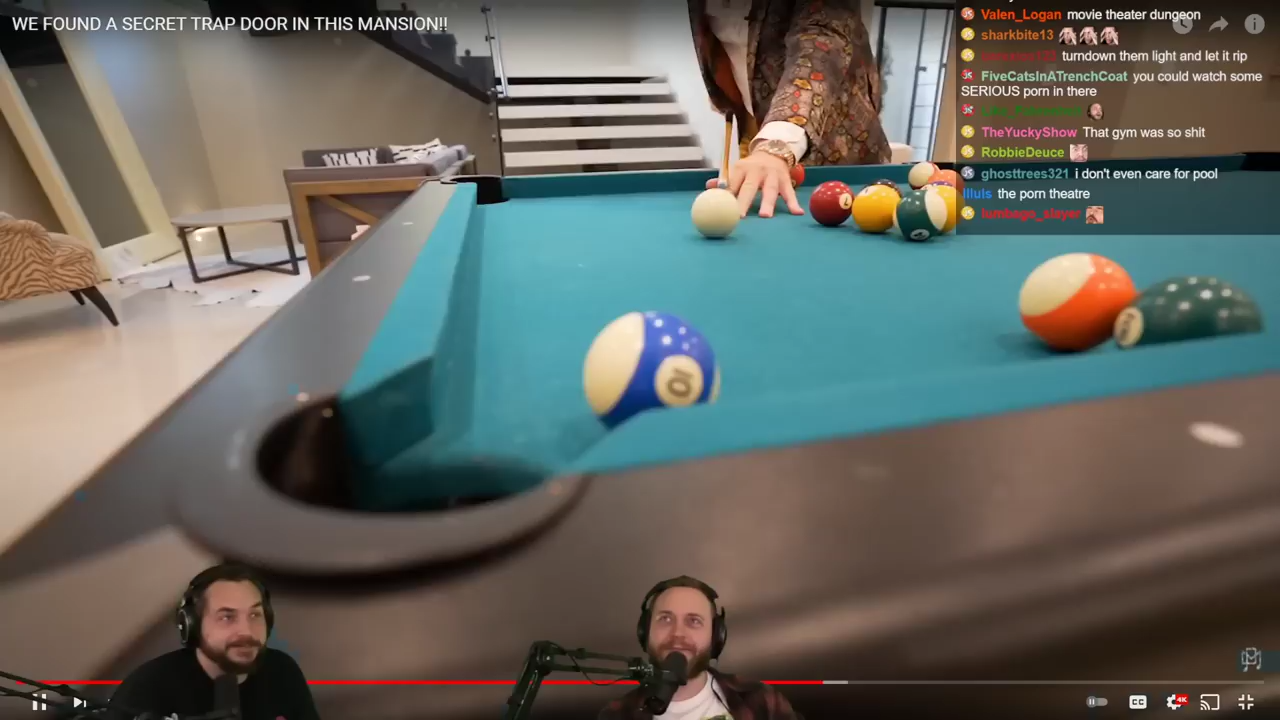 WE FOUND A SECRET TRAP DOOR IN THIS MANSION!!
Valen_Logan movie theater dungeon
sharkbite13
turndown them light and let it rip
FiveCatsInATrenchCoat you could watch some
SERIOUS porn in there
TheYuckyShow That gym was so shit
RobbieDeuce
ghosttrees321 i don't even care for pool
illuls the porn theatre
lumbago_slayer
10
CC
4K